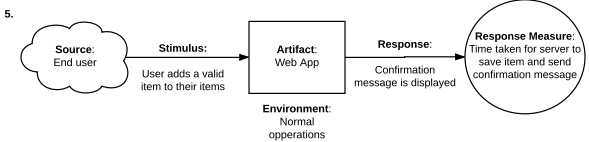 5.
Source:
End user
Stimulus:
User adds a valid
item to their items
Artifact:
Web App
Environment:
Normal
opperations
Response:
Confirmation
message is displayed
Response Measure:
Time taken for server to
save item and send
confirmation message